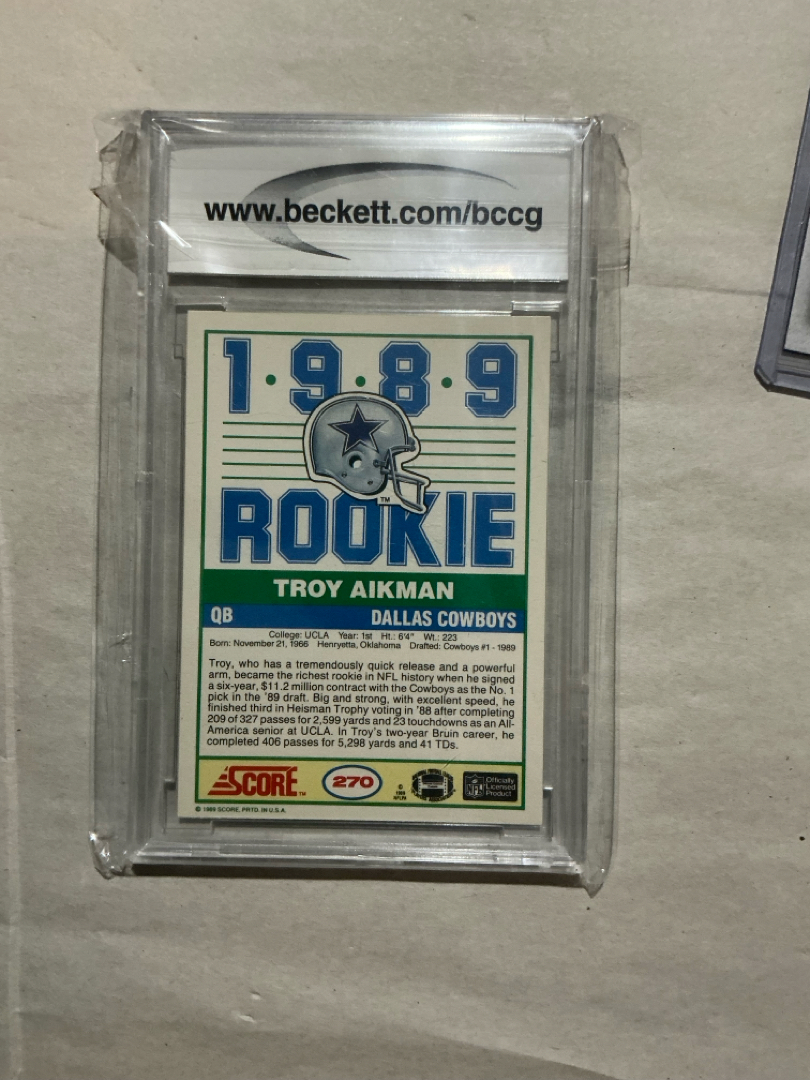 www.beckett.com/bccg
1·9·8·9
TM
ROOKIE
TROY AIKMAN
QB DALLAS COWBOYS
College: UCLA Year: 1st Ht.: 6'4" Wt.: 223
Born: November 21, 1966 Henryetta, Oklahoma Drafted: Cowboys #1 - 1989
Troy, who has a tremendously quick release and a powerful
arm, became the richest rookie in NFL history when he signed
a six-year, $11.2 million contract with the Cowboys as the No. 1
pick in the '89 draft. Big and strong, with excellent speed, he
finished third in Heisman Trophy voting in '88 after completing
209 of 327 passes for 2,599 yards and 23 touchdowns as an All-
America senior at UCLA. In Troy's two-year Bruin career, he
completed 406 passes for 5,298 yards and 41 TDs.
SCORE TM 270
© 1989 NFLPA
NFL Officially
Licensed
Product
© 1989 SCORE, PRTD. IN U.S.A.